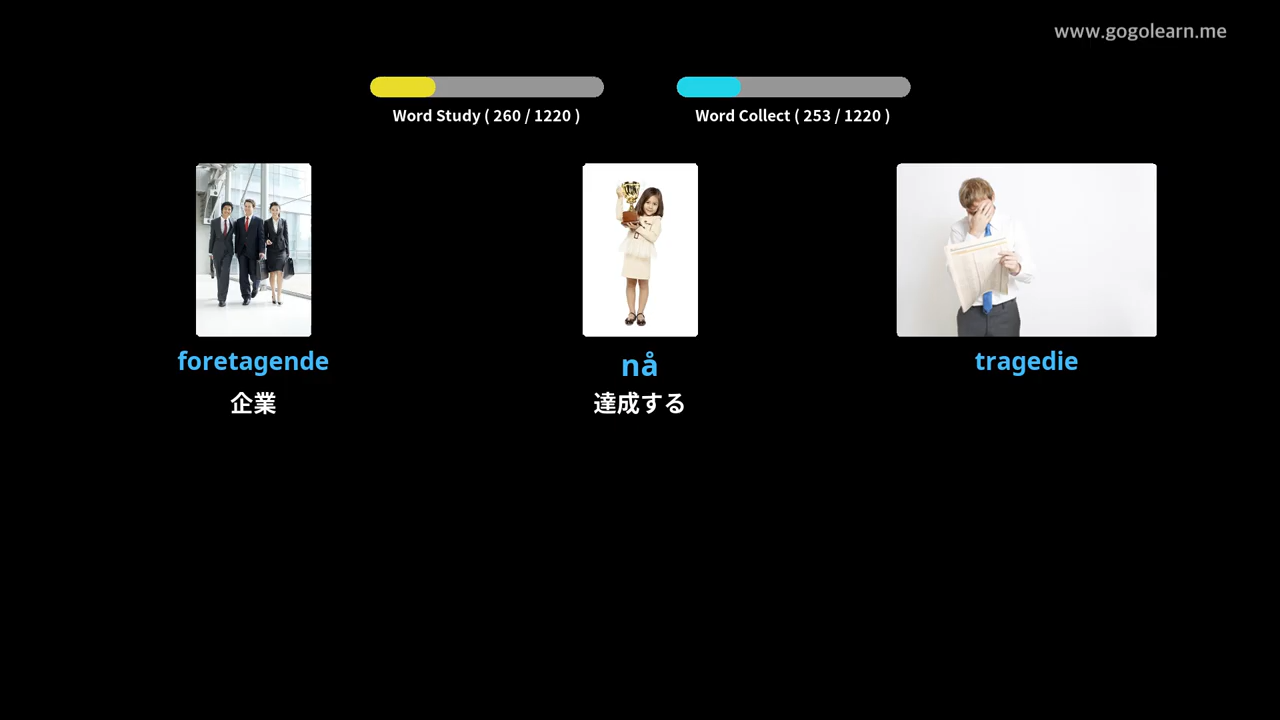 www.gogolearn.me
Word Study ( 260 / 1220 )
Word Collect ( 253 / 1220 )
foretagende
nå
tragedie
企業
達成する